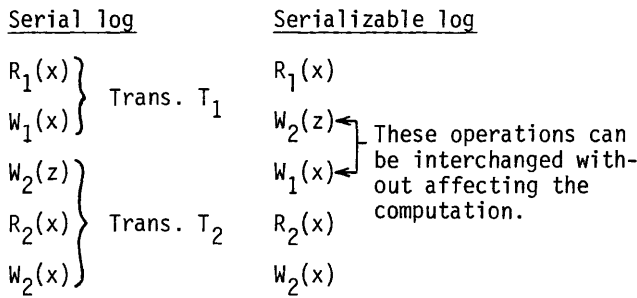 Serial log Serializable log
R1(x) R1(x)
Trans. T1
W1(x) W2(z)
These operations can
W2(z) W1(x) be interchanged with-
out affecting the
R2(x) Trans. T2 R2(x) computation.
W2(x) W2(x)